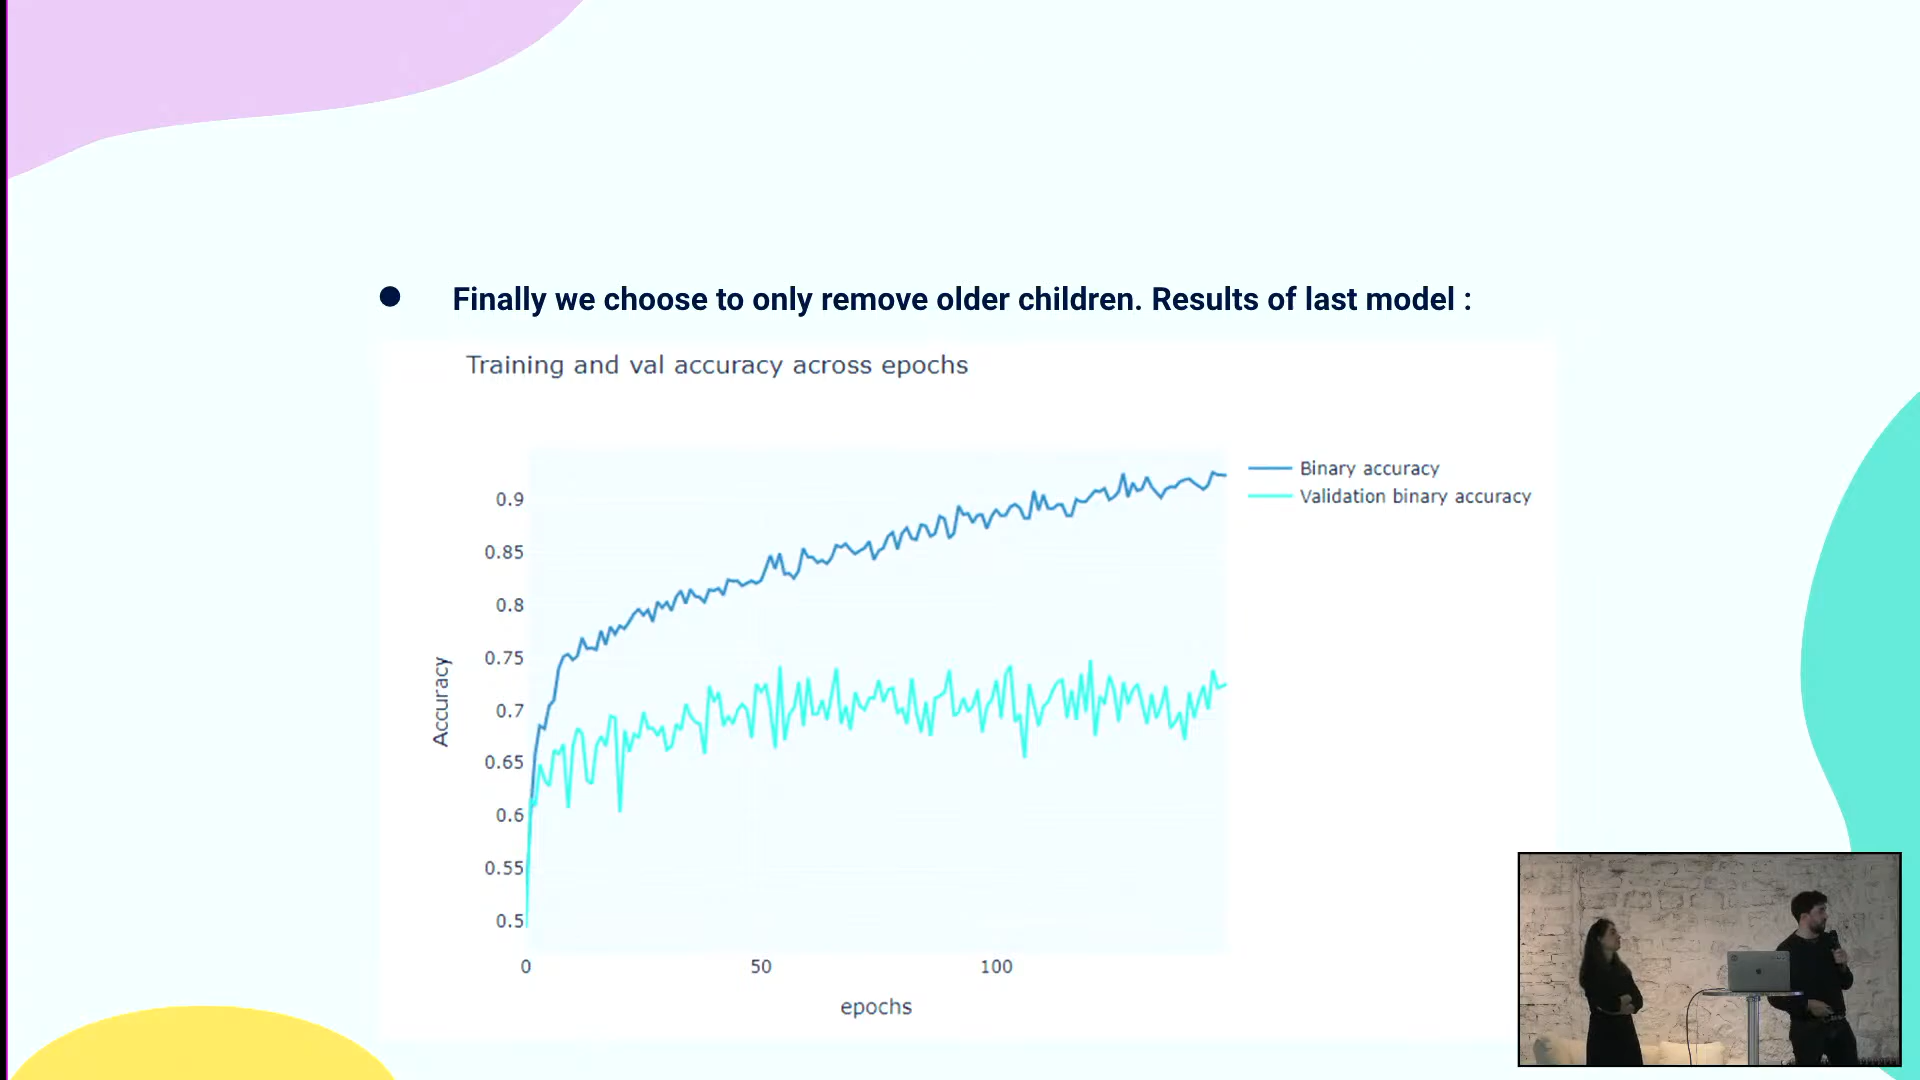 Finally we choose to only remove older children. Results of last model :
Training and val accuracy across epochs
Binary accuracy
Validation binary accuracy
0.9
0.85
0.8
0.75
0.7
0.65
0.6
0.55
0.5
Accuracy
0 50 100
epochs